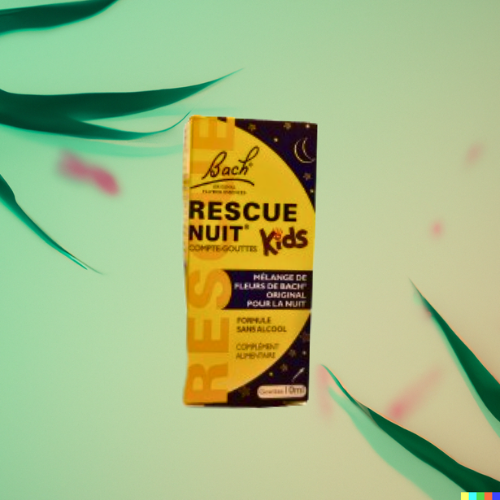 RESCUE
Bach®
ORIGINAL
FLOWER REMEDIES
RESCUE
NUIT®
Kids
COMPTE-GOUTTES
MÉLANGE DE
FLEURS DE BACH®
ORIGINAL
POUR LA NUIT
FORMULE
SANS ALCOOL
COMPLÉMENT
ALIMENTAIRE
10ml